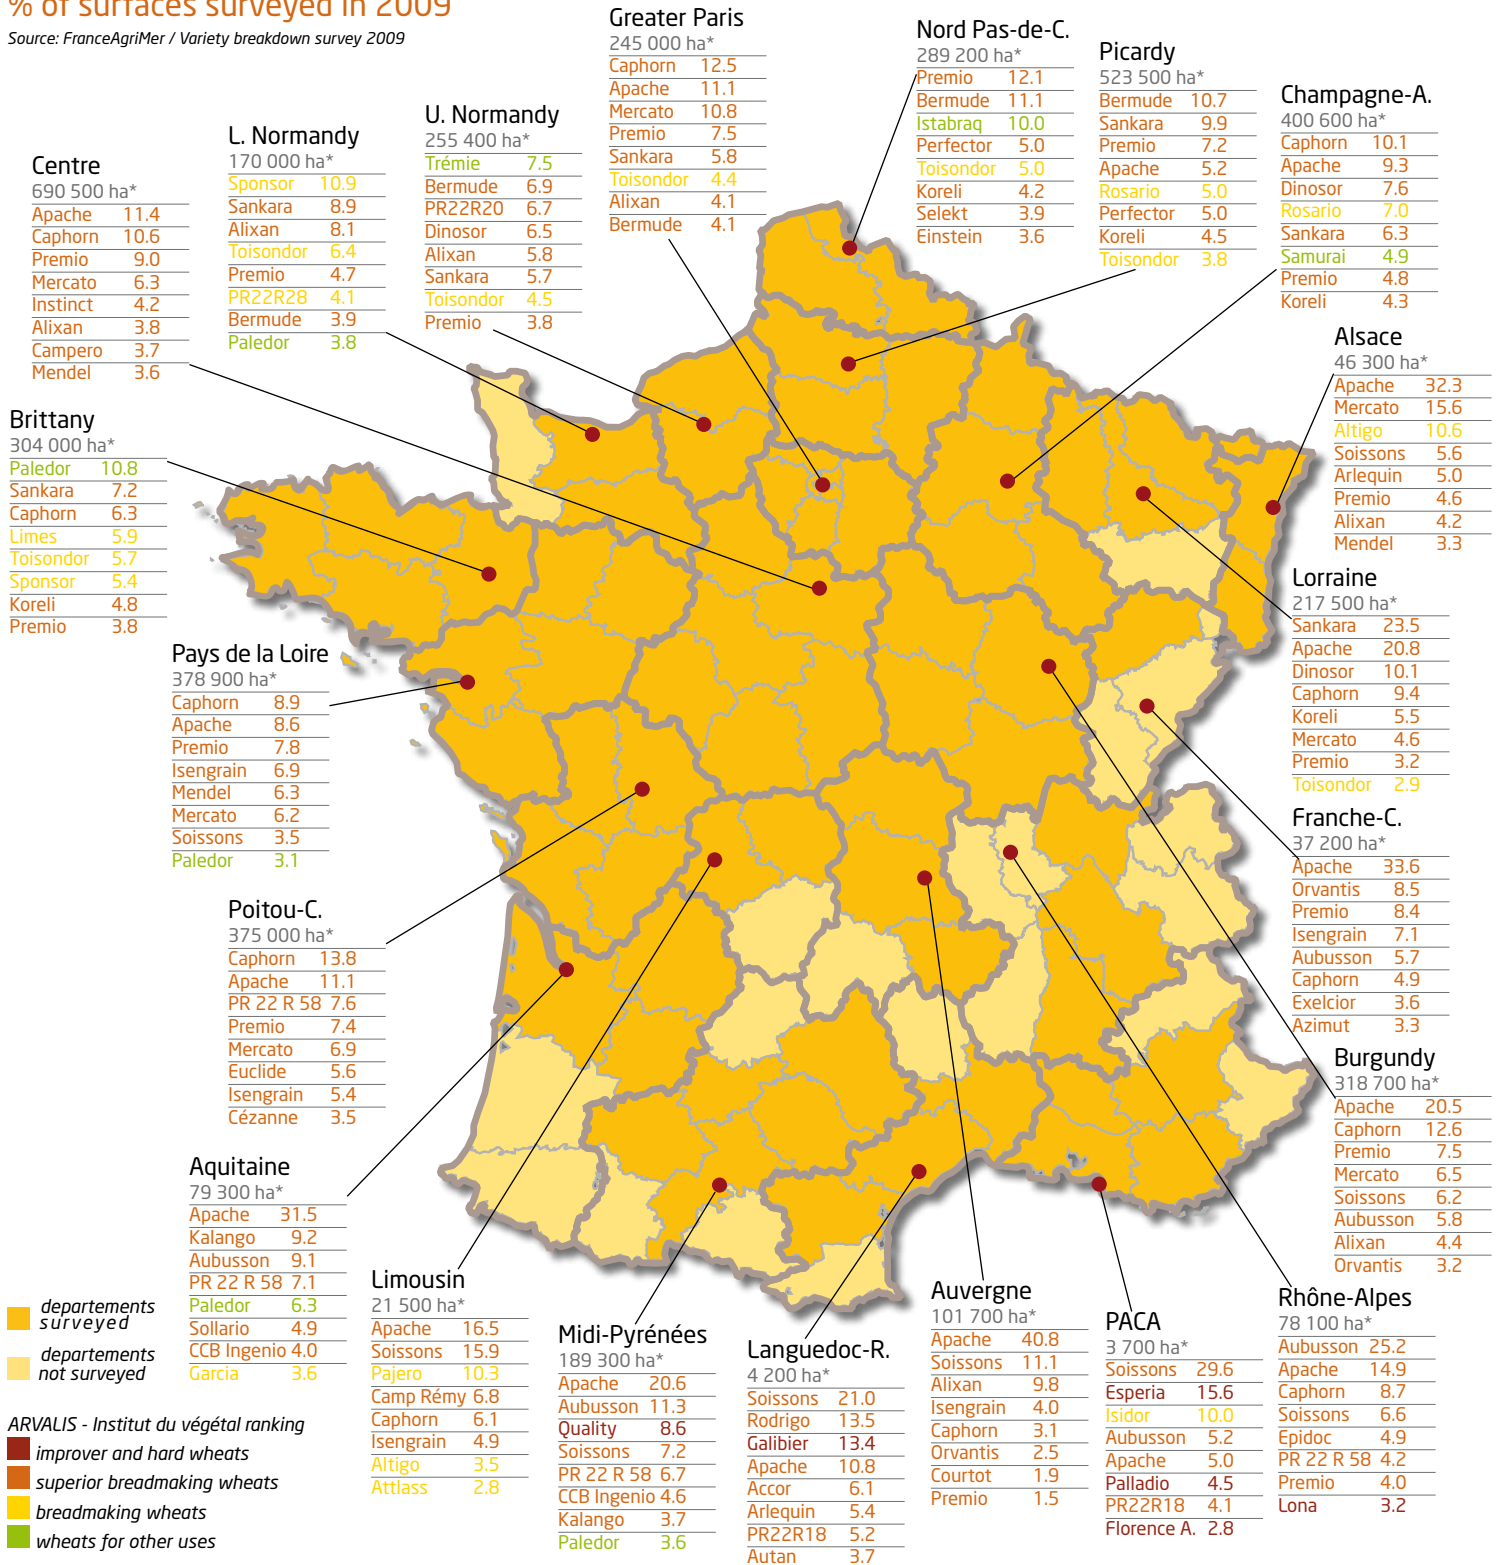 % of surfaces surveyed in 2009
Source: FranceAgriMer / Variety breakdown survey 2009
Greater Paris
245 000 ha*
Caphorn 12.5
Apache 11.1
Mercato 10.8
Premio 7.5
Sankara 5.8
Toisondor 4.4
Alixan 4.1
Bermude 4.1
Nord Pas-de-C.
289 200 ha*
Premio 12.1
Bermude 11.1
Istabraq 10.0
Perfector 5.0
Toisondor 5.0
Koreli 4.2
Selekt 3.9
Einstein 3.6
Picardy
523 500 ha*
Bermude 10.7
Sankara 9.9
Premio 7.2
Apache 5.2
Rosario 5.0
Perfector 5.0
Koreli 4.5
Toisondor 3.8
Champagne-A.
400 600 ha*
Caphorn 10.1
Apache 9.3
Dinosor 7.6
Rosario 7.0
Sankara 6.3
Samurai 4.9
Premio 4.8
Koreli 4.3
U. Normandy
255 400 ha*
Trémie 7.5
Bermude 6.9
PR22R20 6.7
Dinosor 6.5
Alixan 5.8
Sankara 5.7
Toisondor 4.5
Premio 3.8
L. Normandy
170 000 ha*
Sponsor 10.9
Sankara 8.9
Alixan 8.1
Toisondor 6.4
Premio 4.7
PR22R28 4.1
Bermude 3.9
Paledor 3.8
Centre
690 500 ha*
Apache 11.4
Caphorn 10.6
Premio 9.0
Mercato 6.3
Instinct 4.2
Alixan 3.8
Campero 3.7
Mendel 3.6
Alsace
46 300 ha*
Apache 32.3
Mercato 15.6
Altigo 10.6
Soissons 5.6
Arlequin 5.0
Premio 4.6
Alixan 4.2
Mendel 3.3
Brittany
304 000 ha*
Paledor 10.8
Sankara 7.2
Caphorn 6.3
Limes 5.9
Toisondor 5.7
Sponsor 5.4
Koreli 4.8
Premio 3.8
Lorraine
217 500 ha*
Sankara 23.5
Apache 20.8
Dinosor 10.1
Caphorn 9.4
Koreli 5.5
Mercato 4.6
Premio 3.2
Toisondor 2.9
Pays de la Loire
378 900 ha*
Caphorn 8.9
Apache 8.6
Premio 7.8
Isengrain 6.9
Mendel 6.3
Mercato 6.2
Soissons 3.5
Paledor 3.1
Franche-C.
37 200 ha*
Apache 33.6
Orvantis 8.5
Premio 8.4
Isengrain 7.1
Aubusson 5.7
Caphorn 4.9
Exelcior 3.6
Azimut 3.3
Poitou-C.
375 000 ha*
Caphorn 13.8
Apache 11.1
PR 22 R 58 7.6
Premio 7.4
Mercato 6.9
Euclide 5.6
Isengrain 5.4
Cézanne 3.5
Burgundy
318 700 ha*
Apache 20.5
Caphorn 12.6
Premio 7.5
Mercato 6.5
Soissons 6.2
Aubusson 5.8
Alixan 4.4
Orvantis 3.2
Aquitaine
79 300 ha*
Apache 31.5
Kalango 9.2
Aubusson 9.1
PR 22 R 58 7.1
Paledor 6.3
Sollario 4.9
CCB Ingenio 4.0
Garcia 3.6
Limousin
21 500 ha*
Apache 16.5
Soissons 15.9
Pajero 10.3
Camp Rémy 6.8
Caphorn 6.1
Isengrain 4.9
Altigo 3.5
Attlass 2.8
Midi-Pyrénées
189 300 ha*
Apache 20.6
Aubusson 11.3
Quality 8.6
Soissons 7.2
PR 22 R 58 6.7
CCB Ingenio 4.6
Kalango 3.7
Paledor 3.6
Languedoc-R.
4 200 ha*
Soissons 21.0
Rodrigo 13.5
Galibier 13.4
Apache 10.8
Accor 6.1
Arlequin 5.4
PR22R18 5.2
Autan 3.7
Auvergne
101 700 ha*
Apache 40.8
Soissons 11.1
Alixan 9.8
Isengrain 4.0
Caphorn 3.1
Orvantis 2.5
Courtot 1.9
Premio 1.5
PACA
3 700 ha*
Soissons 29.6
Esperia 15.6
Isidor 10.0
Aubusson 5.2
Apache 5.0
Palladio 4.5
PR22R18 4.1
Florence A. 2.8
Rhône-Alpes
78 100 ha*
Aubusson 25.2
Apache 14.9
Caphorn 8.7
Soissons 6.6
Epidoc 4.9
PR 22 R 58 4.2
Premio 4.0
Lona 3.2
departements
surveyed
departements
not surveyed
ARVALIS - Institut du végétal ranking
improver and hard wheats
superior breadmaking wheats
breadmaking wheats
wheats for other uses